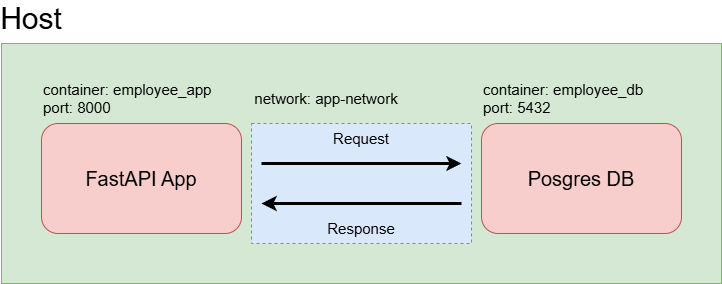 Host
container: employee_app
port: 8000
network: app-network
container: employee_db
port: 5432
FastAPI App
Request
Response
Posgres DB